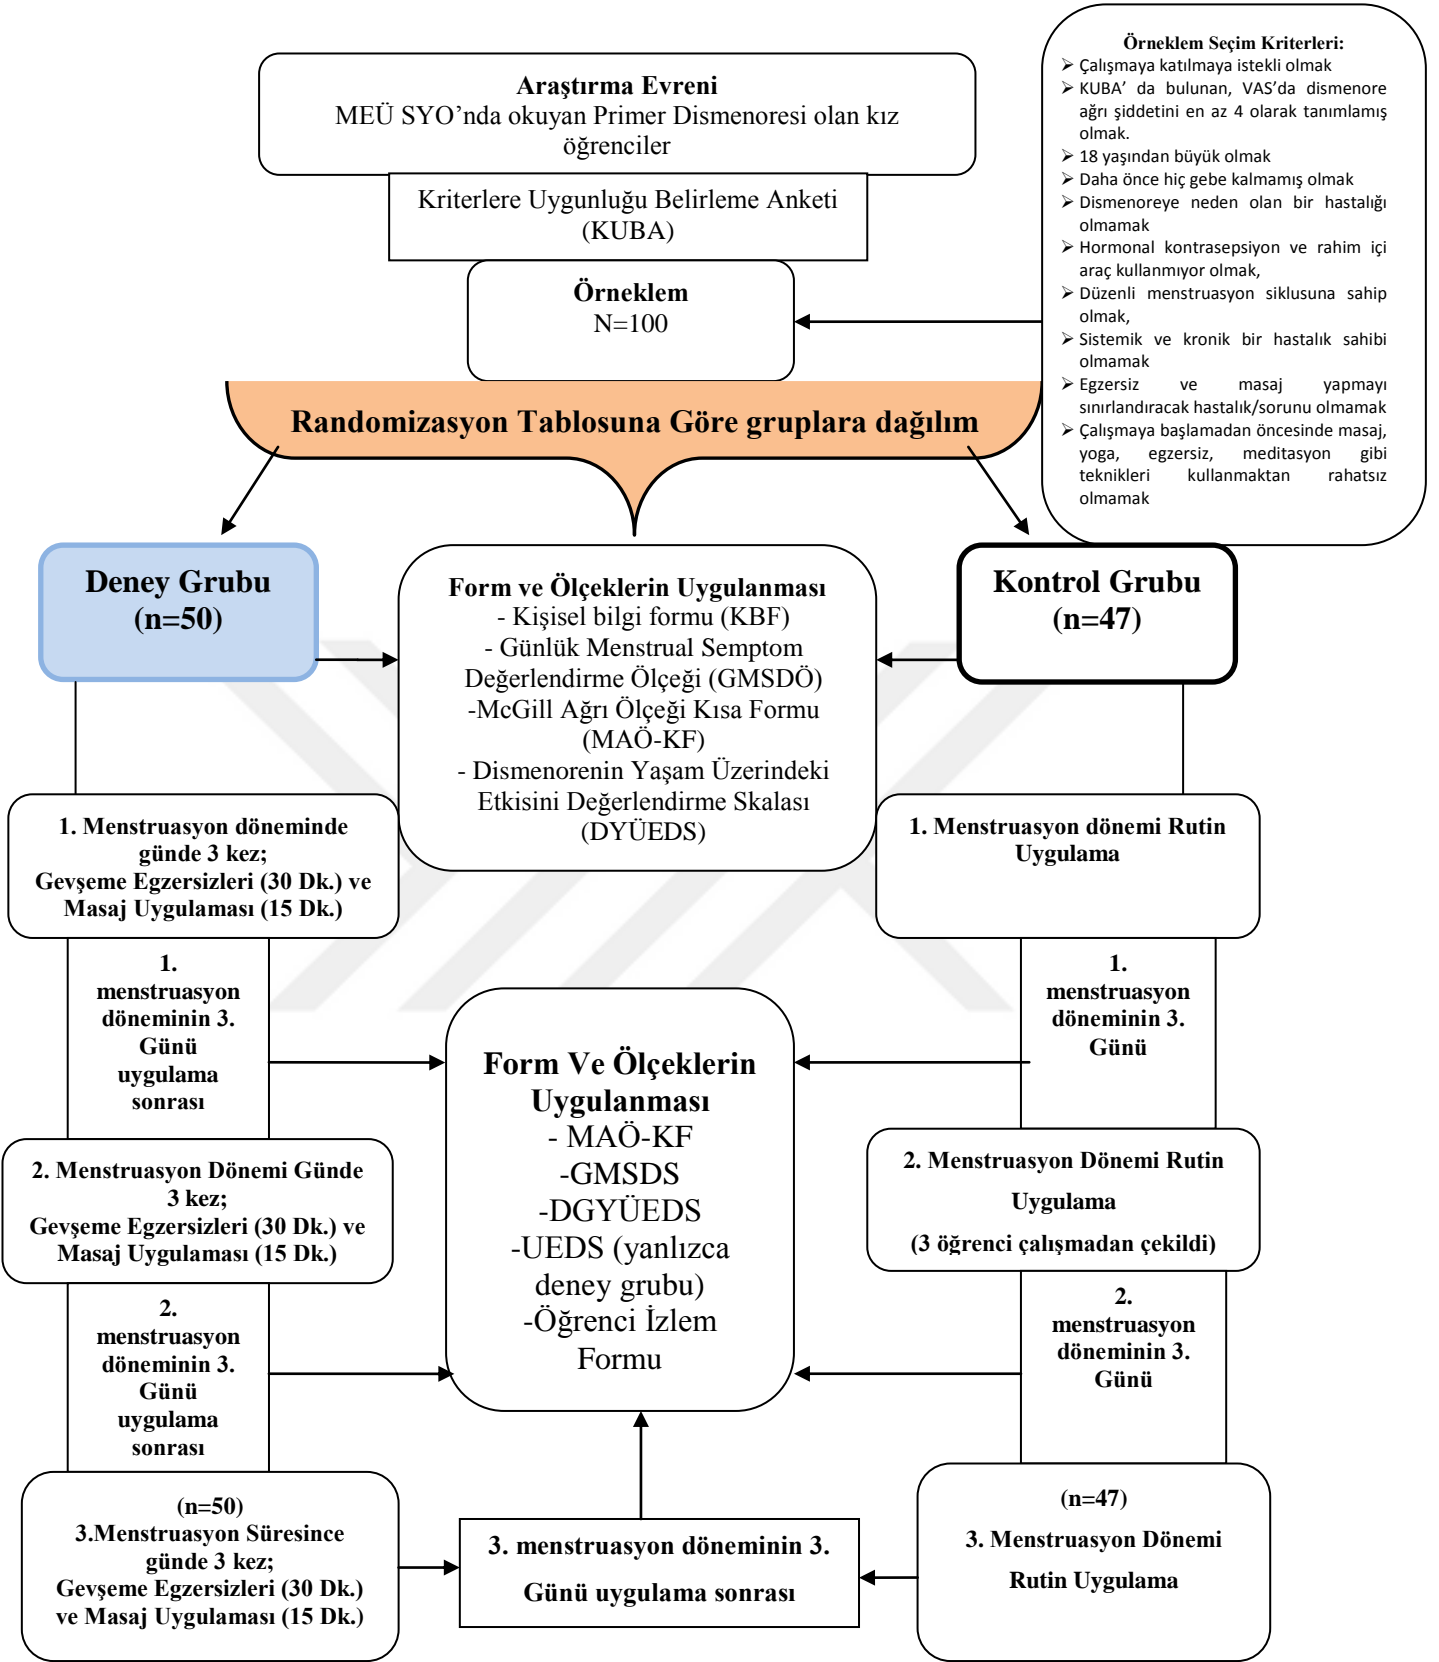 Araştırma Evreni
MEÜ SYO’nda okuyan Primer Dismenoresi olan kız
öğrenciler
Kriterlere Uygunluğu Belirleme Anketi
(KUBA)
Örneklem
N=100
Örneklem Seçim Kriterleri:
➢ Çalışmaya katılmaya istekli olmak
➢ KUBA’ da bulunan, VAS’da dismenore
ağrı şiddetini en az 4 olarak tanımlamış
olmak.
➢ 18 yaşından büyük olmak
➢ Daha önce hiç gebe kalmamış olmak
➢ Dismenoreye neden olan bir hastalığı
olmamak
➢ Hormonal kontrasepsiyon ve rahim içi
araç kullanmıyor olmak,
➢ Düzenli menstruasyon siklusuna sahip
olmak,
➢ Sistemik ve kronik bir hastalık sahibi
olmamak
➢ Egzersiz ve masaj yapmayı
sınırlandıracak hastalık/sorunu olmamak
➢ Çalışmaya başlamadan öncesinde masaj,
yoga, egzersiz, meditasyon gibi
teknikleri kullanmaktan rahatsız
olmamak
Randomizasyon Tablosuna Göre gruplara dağılım
Deney Grubu
(n=50)
Form ve Ölçeklerin Uygulanması
- Kişisel bilgi formu (KBF)
- Günlük Menstrual Semptom
Değerlendirme Ölçeği (GMSDÖ)
-McGill Ağrı Ölçeği Kısa Formu
(MAÖ-KF)
- Dismenorenin Yaşam Üzerindeki
Etkisini Değerlendirme Skalası
(DYÜEDS)
Kontrol Grubu
(n=47)
1. Menstruasyon döneminde
günde 3 kez;
Gevşeme Egzersizleri (30 Dk.) ve
Masaj Uygulaması (15 Dk.)
1. Menstruasyon dönemi Rutin
Uygulama
1.
menstruasyon
döneminin 3.
Günü
uygulama
sonrası
Form Ve Ölçeklerin
Uygulanması
- MAÖ-KF
-GMSDS
-DGYÜEDS
-UEDS (yanlızca
deney grubu)
-Öğrenci İzlem
Formu
1.
menstruasyon
döneminin 3.
Günü
2. Menstruasyon Dönemi Günde
3 kez;
Gevşeme Egzersizleri (30 Dk.) ve
Masaj Uygulaması (15 Dk.)
2. Menstruasyon Dönemi Rutin
Uygulama
(3 öğrenci çalışmadan çekildi)
2.
menstruasyon
döneminin 3.
Günü
uygulama
sonrası
2.
menstruasyon
döneminin 3.
Günü
(n=50)
3.Menstruasyon Süresince
günde 3 kez;
Gevşeme Egzersizleri (30 Dk.)
ve Masaj Uygulaması (15 Dk.)
3. menstruasyon döneminin 3.
Günü uygulama sonrası
(n=47)
3. Menstruasyon Dönemi
Rutin Uygulama